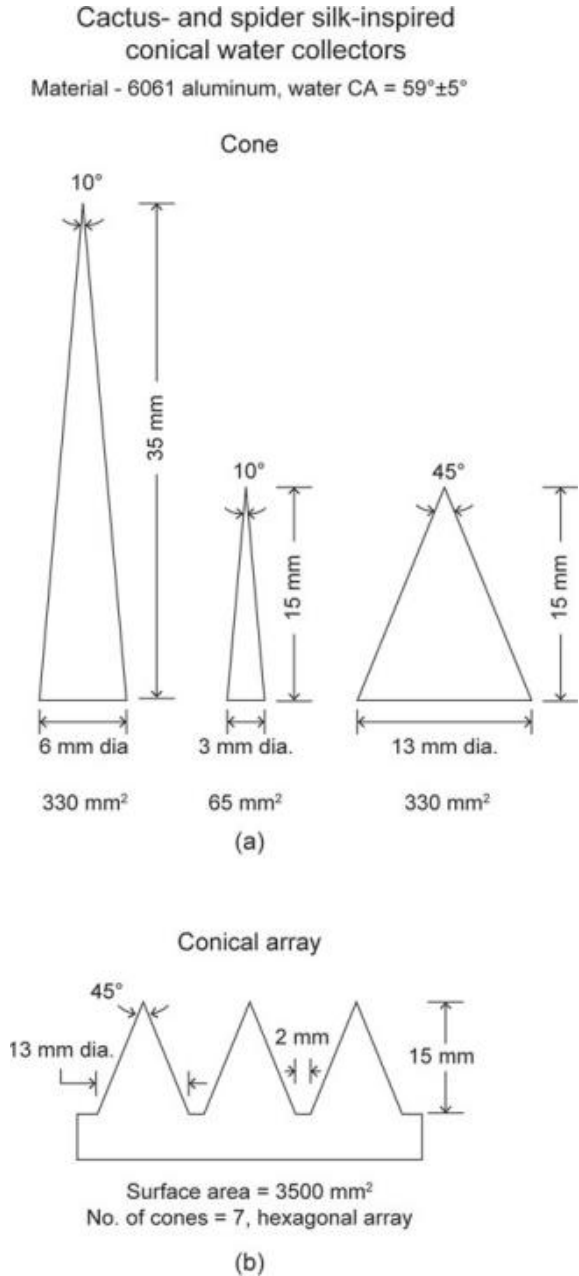 Cactus- and spider silk-inspired
conical water collectors
Material - 6061 aluminum, water CA = 59°±5°
Cone
10°
35 mm
6 mm dia
330 mm²
10°
15 mm
3 mm dia.
65 mm²
45°
15 mm
13 mm dia.
330 mm²
(a)
Conical array
45°
13 mm dia.
2 mm
15 mm
Surface area = 3500 mm²
No. of cones = 7, hexagonal array
(b)